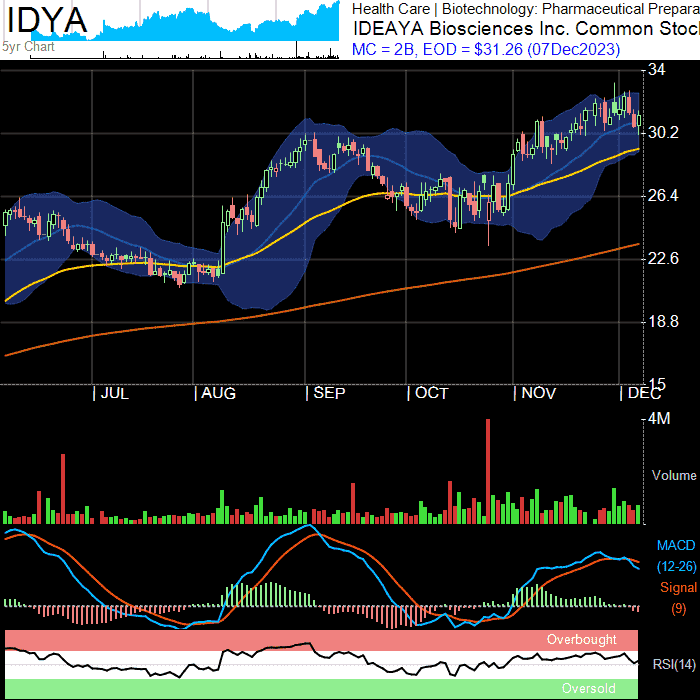 IDYA
5yr Chart
Health Care | Biotechnology: Pharmaceutical Prepara
IDEAYA Biosciences Inc. Common Stoc
MC = 2B, EOD = $31.26 (07Dec2023)
34
30.2
26.4
22.6
18.8
15
| JUL | AUG | SEP | OCT | NOV | DEC
4M
Volume
MACD
(12-26)
Signal
(9)
Overbought
RSI(14)
Oversold